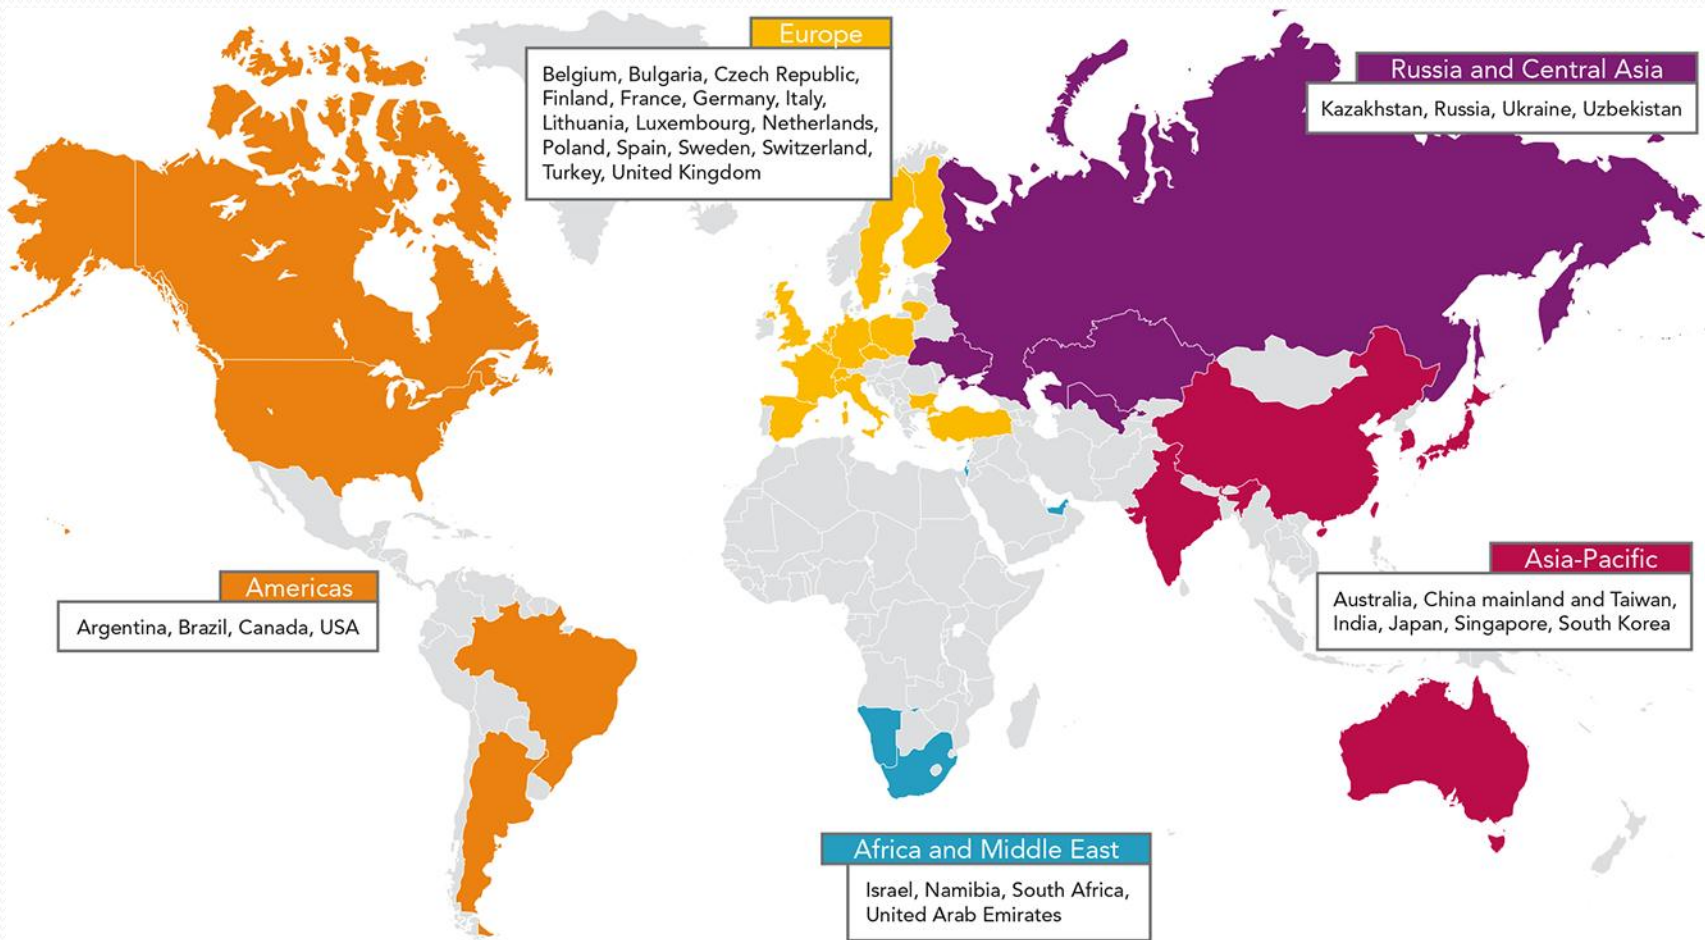 Europe
Belgium, Bulgaria, Czech Republic,
Finland, France, Germany, Italy,
Lithuania, Luxembourg, Netherlands,
Poland, Spain, Sweden, Switzerland,
Turkey, United Kingdom
Russia and Central Asia
Kazakhstan, Russia, Ukraine, Uzbekistan
Americas
Argentina, Brazil, Canada, USA
Asia-Pacific
Australia, China mainland and Taiwan,
India, Japan, Singapore, South Korea
Africa and Middle East
Israel, Namibia, South Africa,
United Arab Emirates